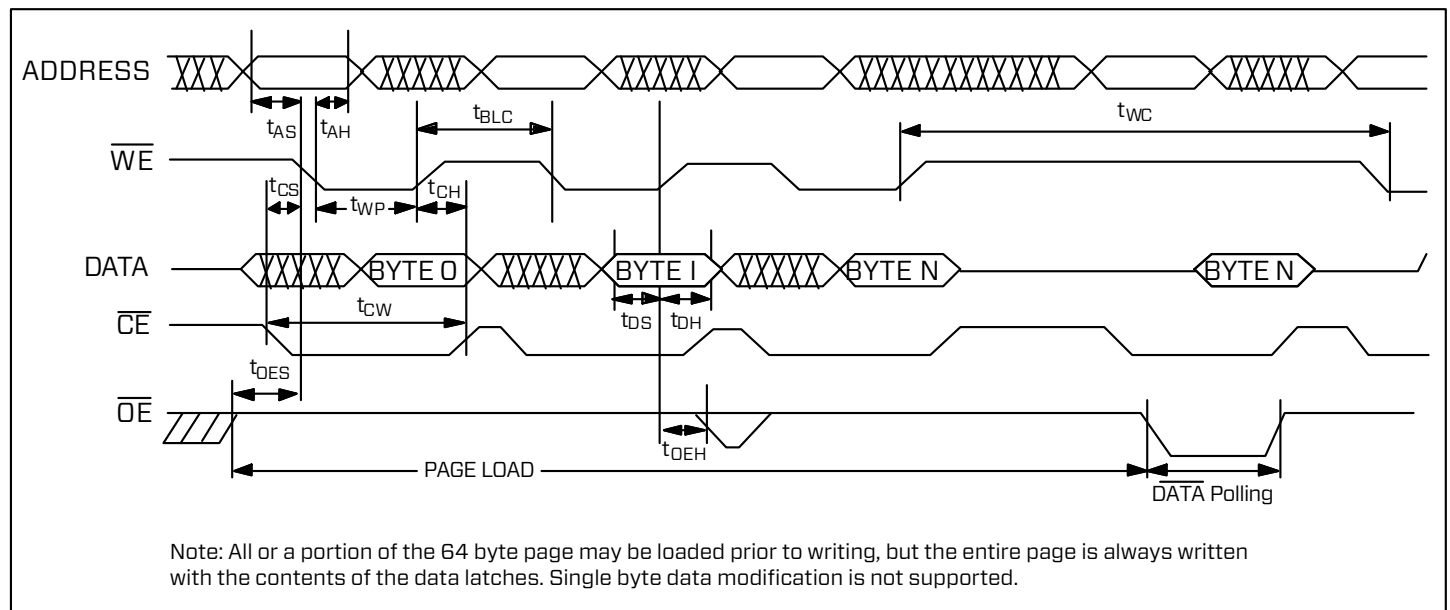 ADDRESS
tAS
tAH
tBLC
tWC
WE
tCS
tWP
tCH
DATA
BYTE 0
BYTE 1
BYTE N
BYTE N
tCW
tDS
tDH
CE
tOES
OE
tOEH
PAGE LOAD
DATA Polling
Note: All or a portion of the 64 byte page may be loaded prior to writing, but the entire page is always written
with the contents of the data latches. Single byte data modification is not supported.